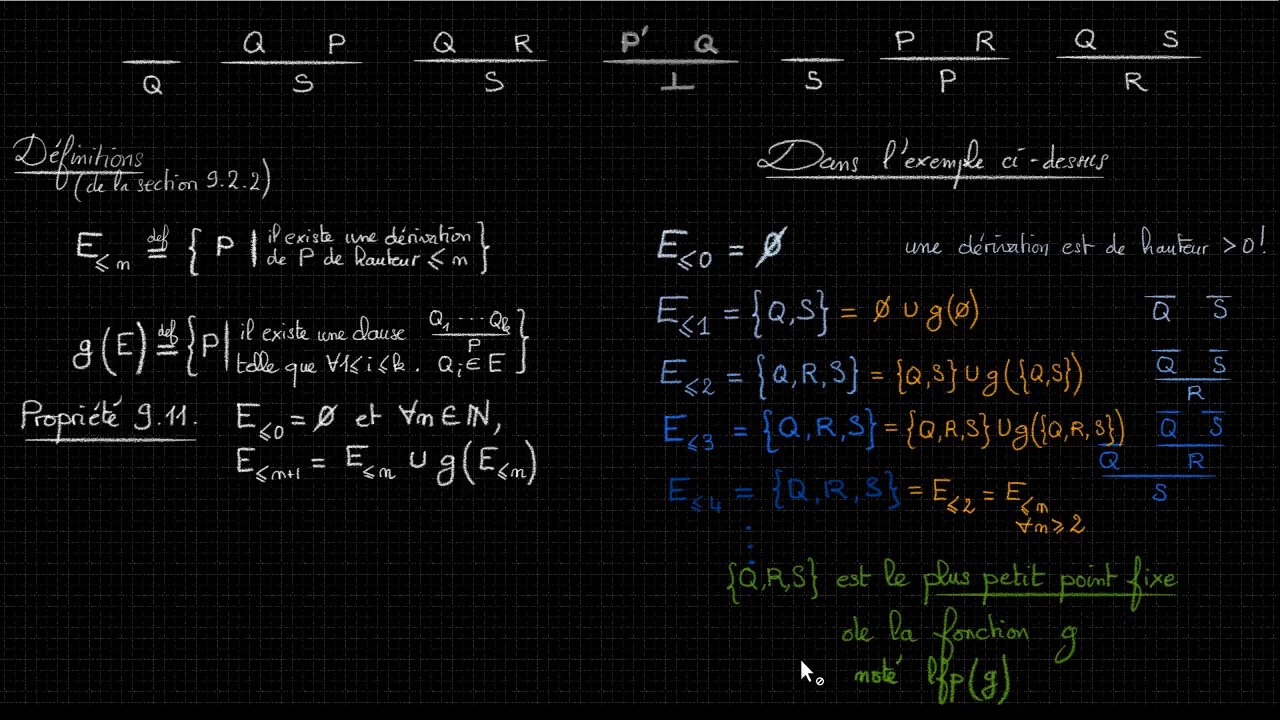 Q P Q R P' Q P R Q S
Q S S ⊥ S P R
Définitions
(de la section 9.2.2)
E≤n def= { P | il existe une dérivation
de P de hauteur ≤ n }
g(E) def= { P | il existe une clause Q₁ ... Qk / P
telle que ∀1≤i≤k. Qᵢ ∈ E }
Propriété 9.11. E≤0 = ∅ et ∀n ∈ ℕ,
E≤n+1 = E≤n ∪ g(E≤n)
Dans l'exemple ci-dessus
E≤0 = ∅ une dérivation est de hauteur > 0!
E≤1 = {Q,S} = ∅ ∪ g(∅) Q S
E≤2 = {Q,R,S} = {Q,S} ∪ g({Q,S}) Q S
R
E≤3 = {Q,R,S} = {Q,R,S} ∪ g({Q,R,S}) Q S
Q R
E≤4 = {Q,R,S} = E≤2 = E≤n S
∀n ≥ 2
⋮
{Q,R,S} est le plus petit point fixe
de la fonction g
noté lfp(g)